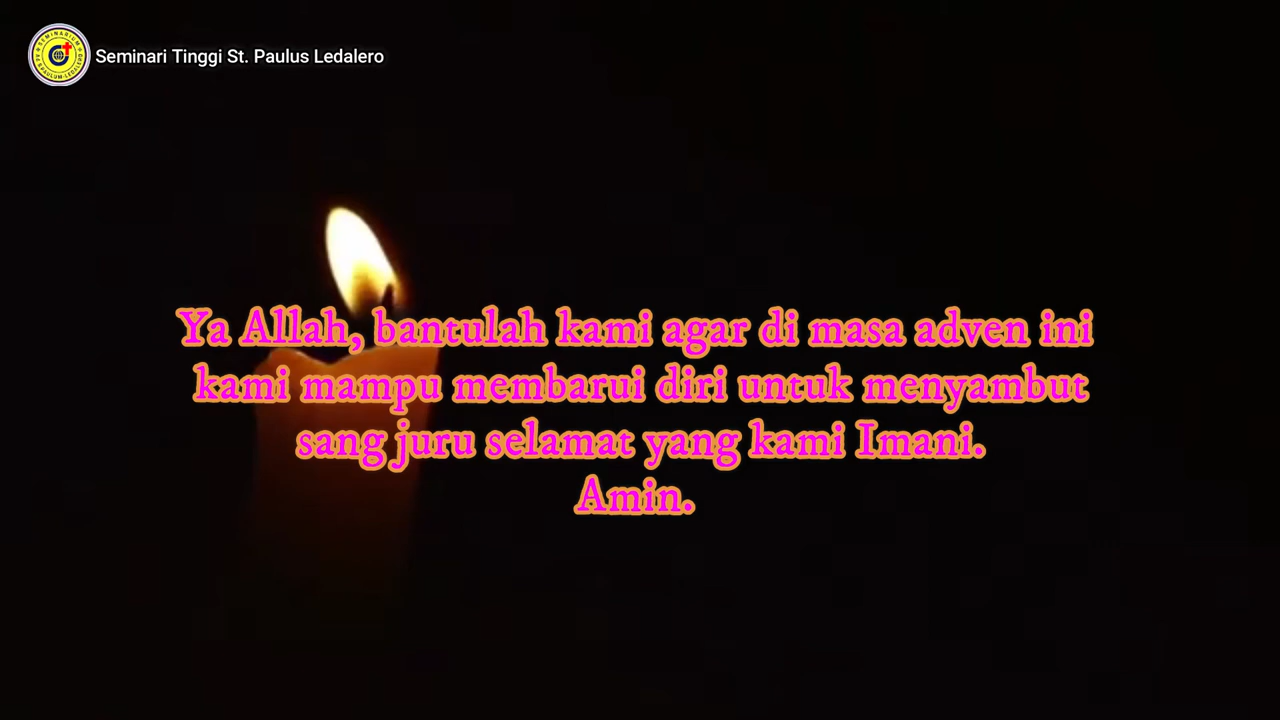 Seminari Tinggi St. Paulus Ledalero
Ya Allah, bantulah kami agar di masa adven ini
kami mampu membarui diri untuk menyambut
sang juru selamat yang kami Imani.
Amin.